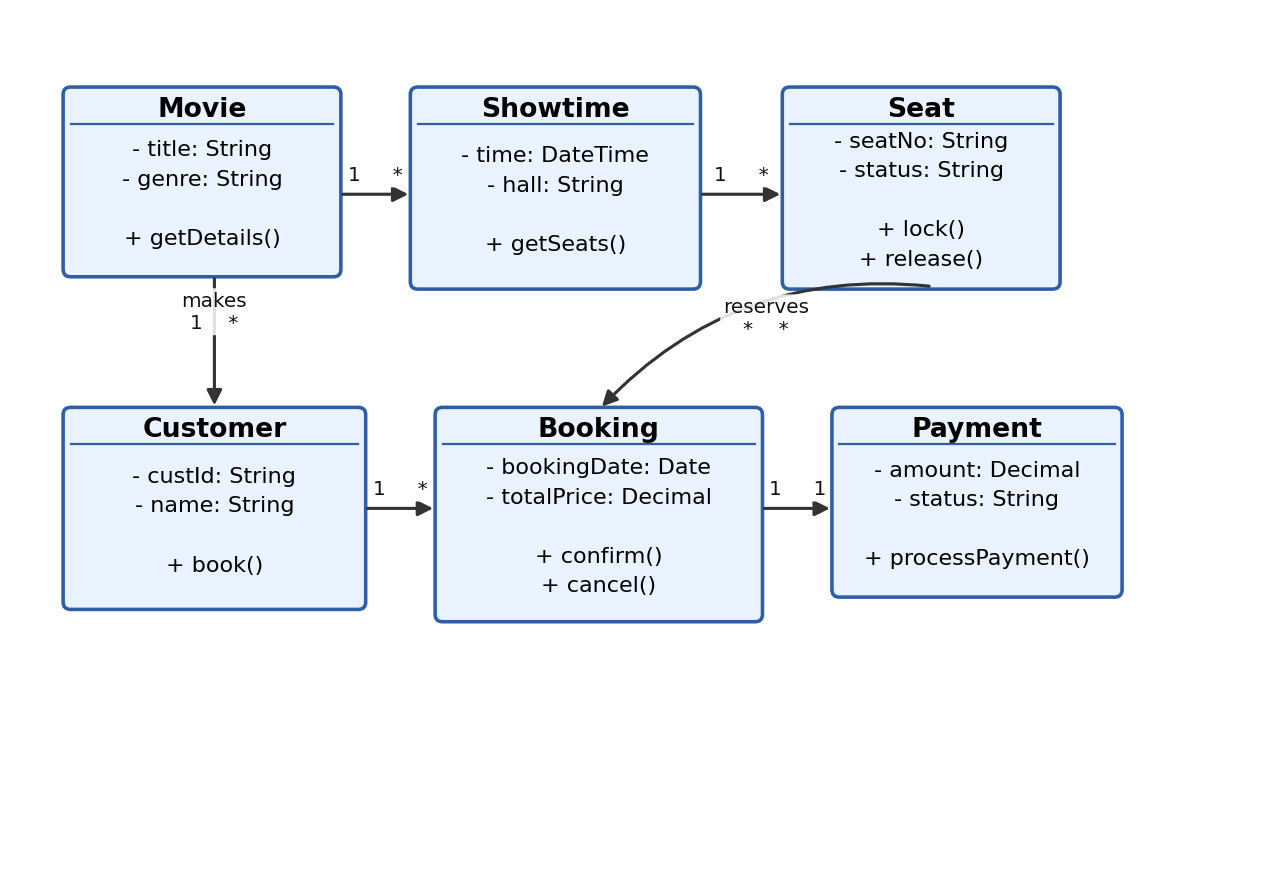 Movie
- title: String
- genre: String
+ getDetails()
1 *
Showtime
- time: DateTime
- hall: String
+ getSeats()
1 *
Seat
- seatNo: String
- status: String
+ lock()
+ release()
makes
1 *
reserves
* *
Customer
- custId: String
- name: String
+ book()
1 *
Booking
- bookingDate: Date
- totalPrice: Decimal
+ confirm()
+ cancel()
1 1
Payment
- amount: Decimal
- status: String
+ processPayment()